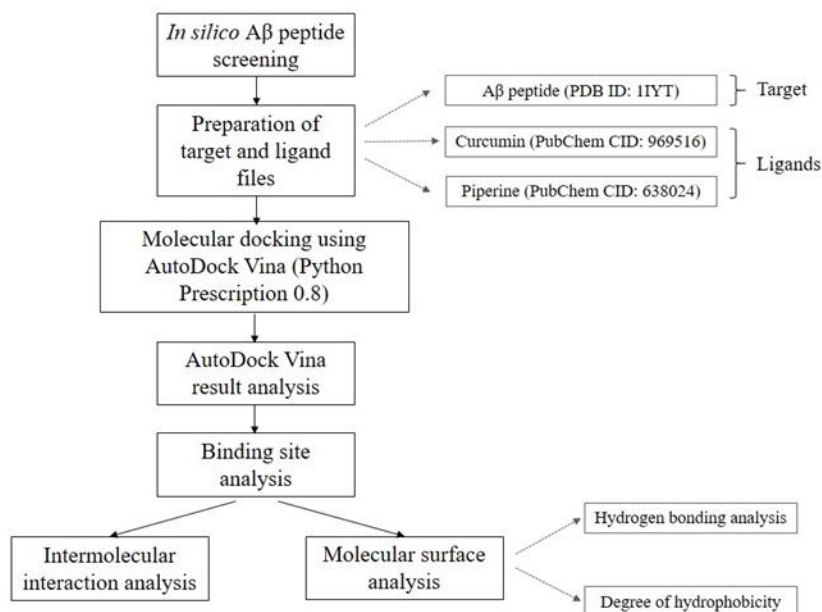 In silico Aβ peptide
screening
Preparation of
target and ligand
files
Aβ peptide (PDB ID: 1IYT)
Target
Curcumin (PubChem CID: 969516)
Ligands
Piperine (PubChem CID: 638024)
Molecular docking using
AutoDock Vina (Python
Prescription 0.8)
AutoDock Vina
result analysis
Binding site
analysis
Intermolecular
interaction analysis
Molecular surface
analysis
Hydrogen bonding analysis
Degree of hydrophobicity